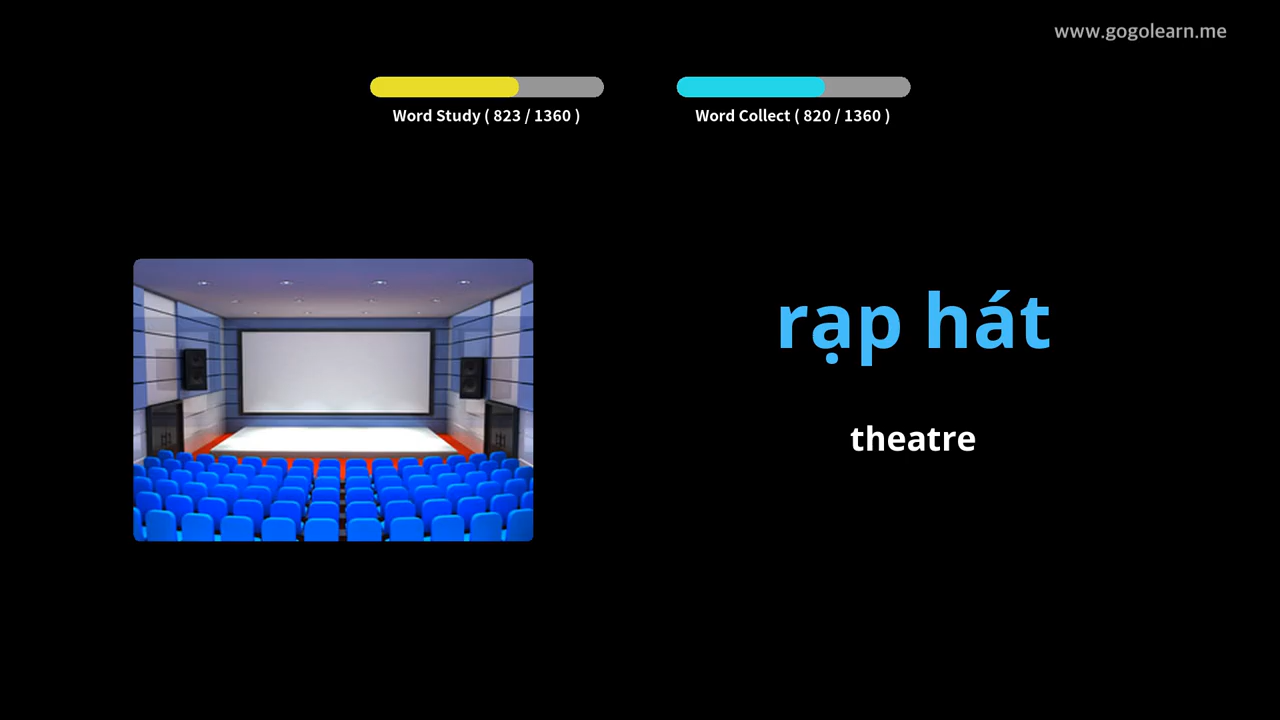 www.gogolearn.me
Word Study ( 823 / 1360 )
Word Collect ( 820 / 1360 )
rạp hát
theatre